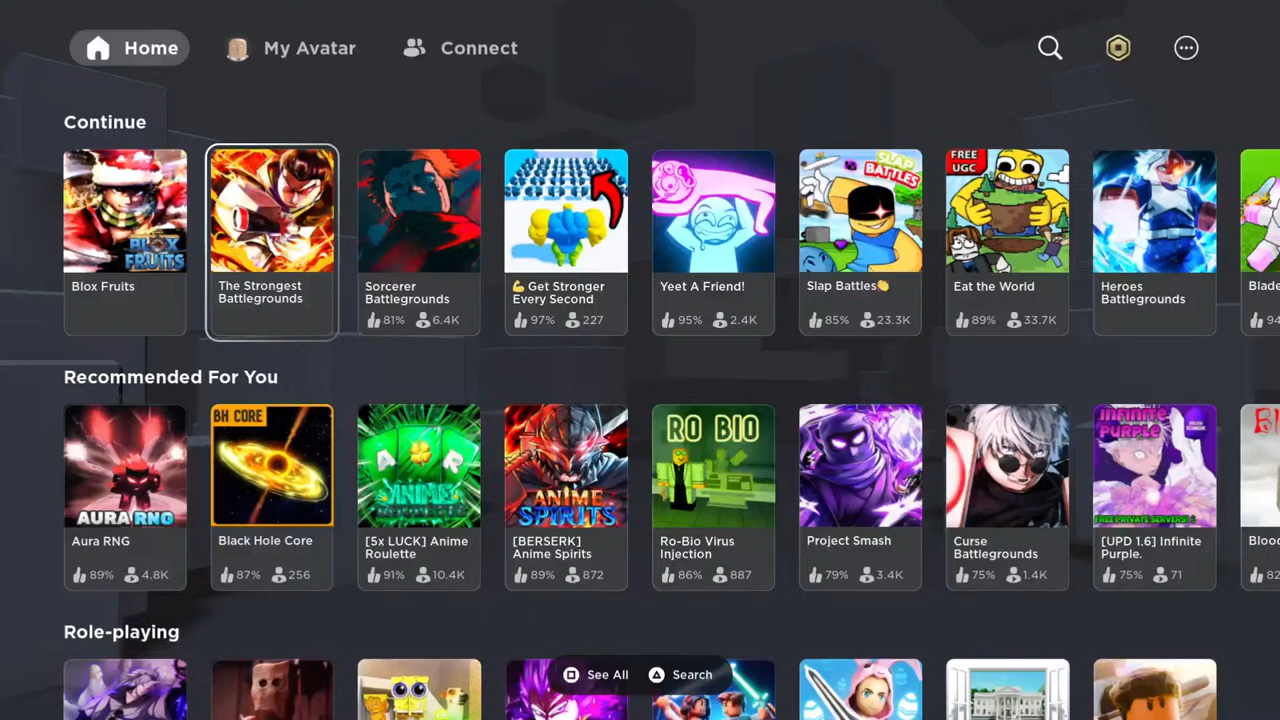 Home
My Avatar
Connect
Continue
BLOX
FRUITS
SLAP
BATTLES
FREE
UGC
Blox Fruits
The Strongest
Battlegrounds
Sorcerer
Battlegrounds
81% 6.4K
💪 Get Stronger
Every Second
97% 227
Yeet A Friend!
95% 2.4K
Slap Battles👏
85% 23.3K
Eat the World
89% 33.7K
Heroes
Battlegrounds
Blade
94
Recommended For You
AURA RNG
BH CORE
A R
ANIME
ANIME
SPIRITS
RO BIO
INFINITE
PURPLE
FREE PRIVATE SERVERS!
Aura RNG
89% 4.8K
Black Hole Core
87% 256
[5x LUCK] Anime
Roulette
91% 10.4K
[BERSERK]
Anime Spirits
89% 872
Ro-Bio Virus
Injection
86% 887
Project Smash
79% 3.4K
Curse
Battlegrounds
75% 1.4K
[UPD 1.6] Infinite
Purple.
75% 71
Bloo
82
Role-playing
See All
Search